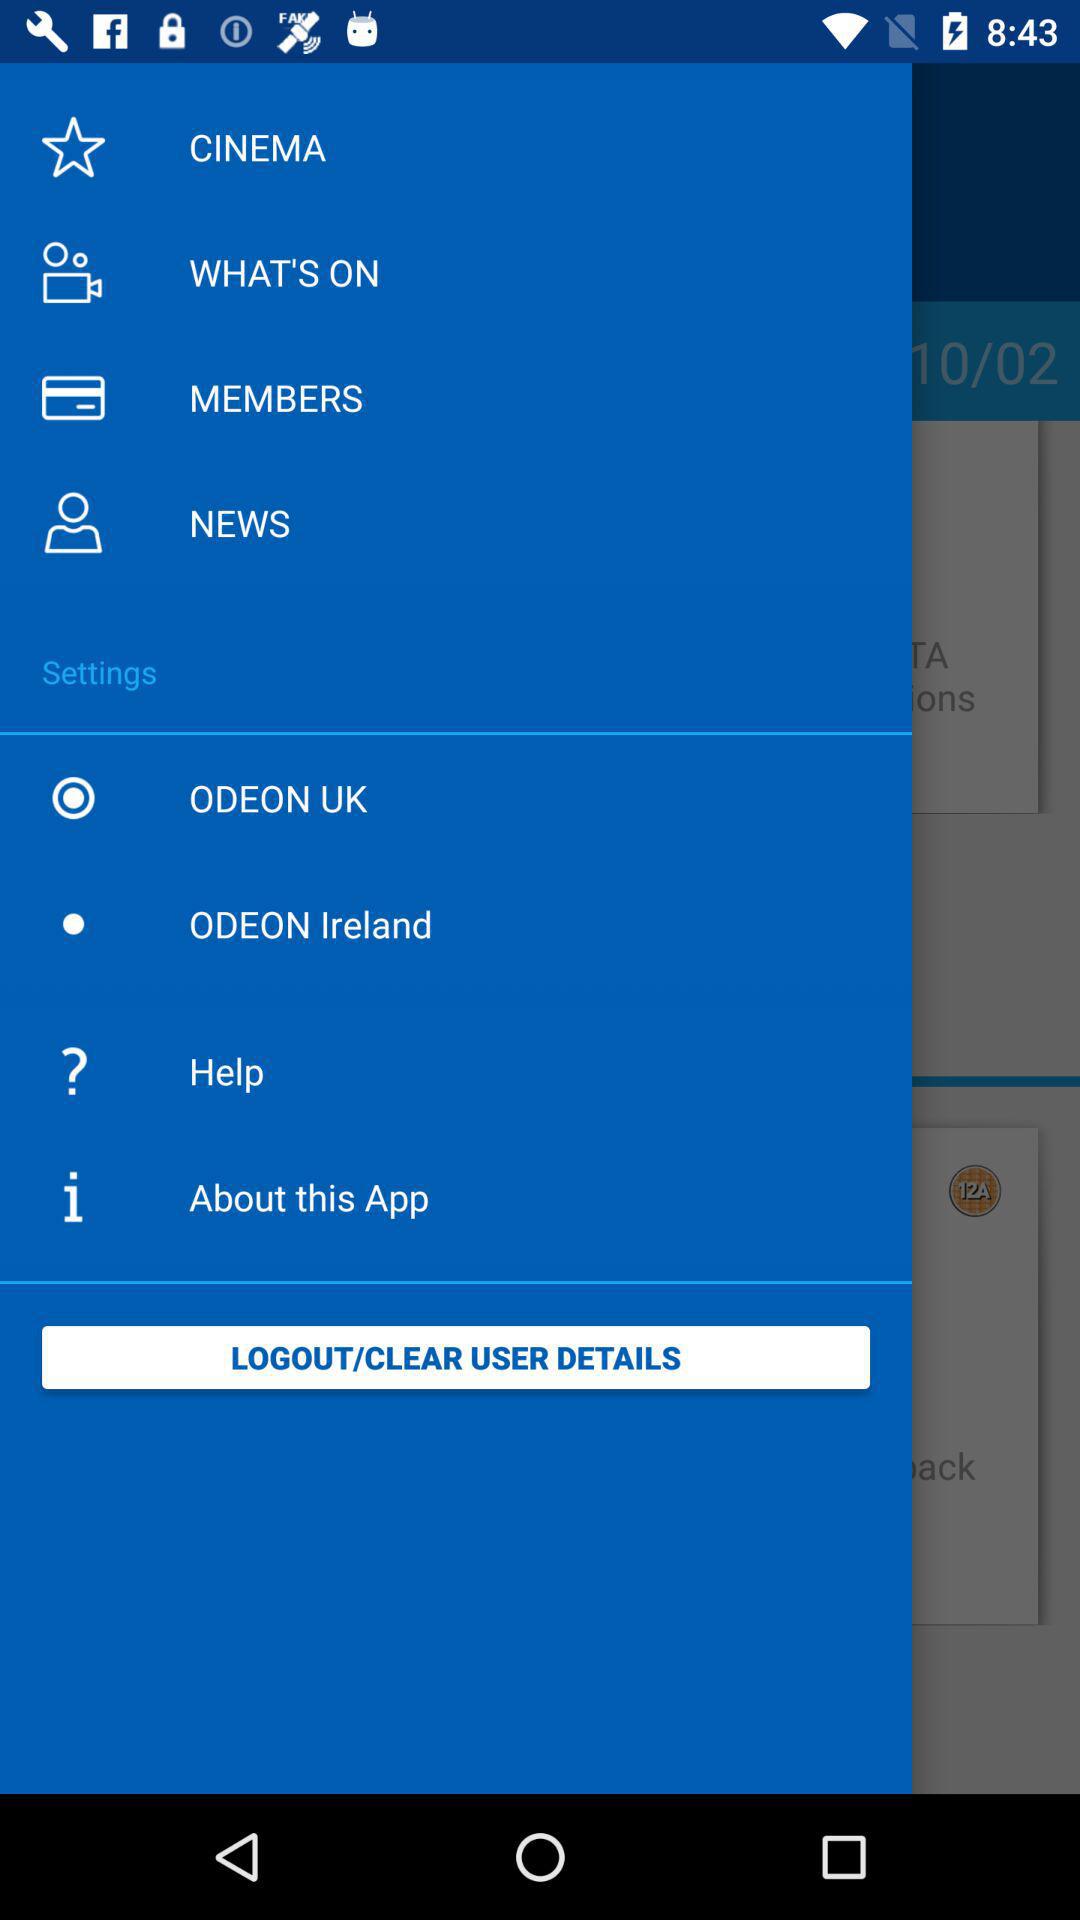 FAKE
8:43
CINEMA
WHAT'S ON
10/02
MEMBERS
NEWS
TA
ions
Settings
ODEON UK
ODEON Ireland
Help
12A
About this App
LOGOUT/CLEAR USER DETAILS
back